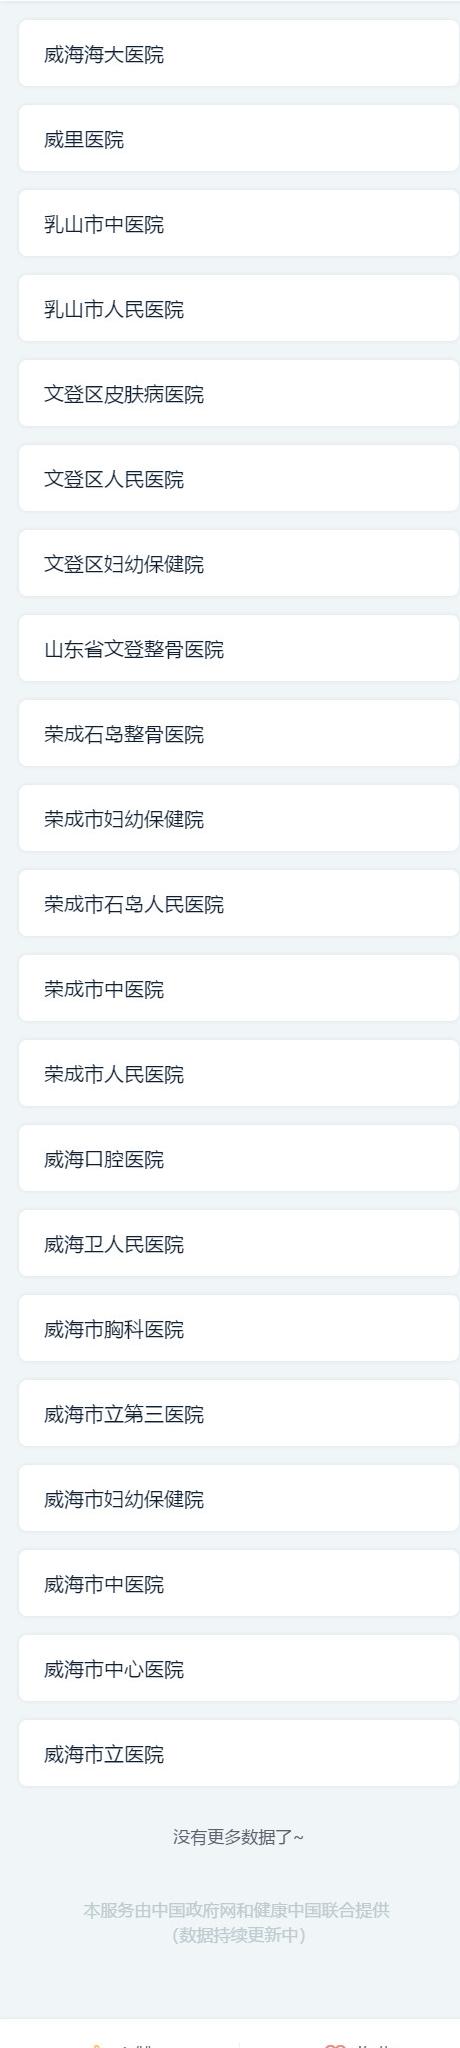 威海海大医院
威里医院
乳山市中医院
乳山市人民医院
文登区皮肤病医院
文登区人民医院
文登区妇幼保健院
山东省文登整骨医院
荣成石岛整骨医院
荣成市妇幼保健院
荣成市石岛人民医院
荣成市中医院
荣成市人民医院
威海口腔医院
威海卫人民医院
威海市胸科医院
威海市立第三医院
威海市妇幼保健院
威海市中医院
威海市中心医院
威海市立医院
没有更多数据了~
本服务由中国政府网和健康中国联合提供
(数据持续更新中)